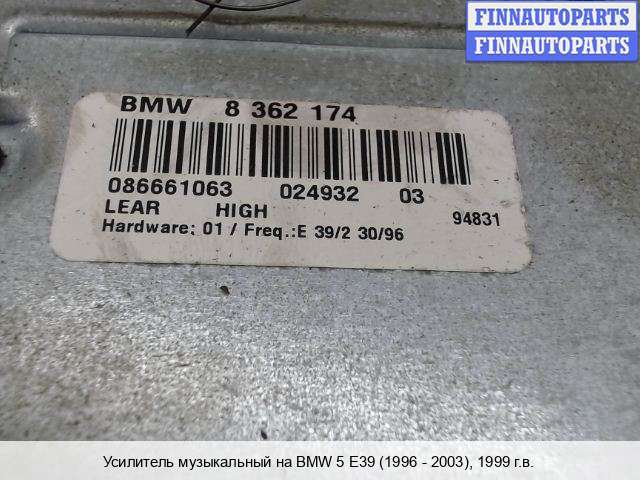 FINNAUTOPARTS
FINNAUTOPARTS
BMW 8 362 174
086661063 024932 03
LEAR HIGH 94831
Hardware: 01 / Freq.:E 39/2 30/96
Усилитель музыкальный на BMW 5 E39 (1996 - 2003), 1999 г.в.